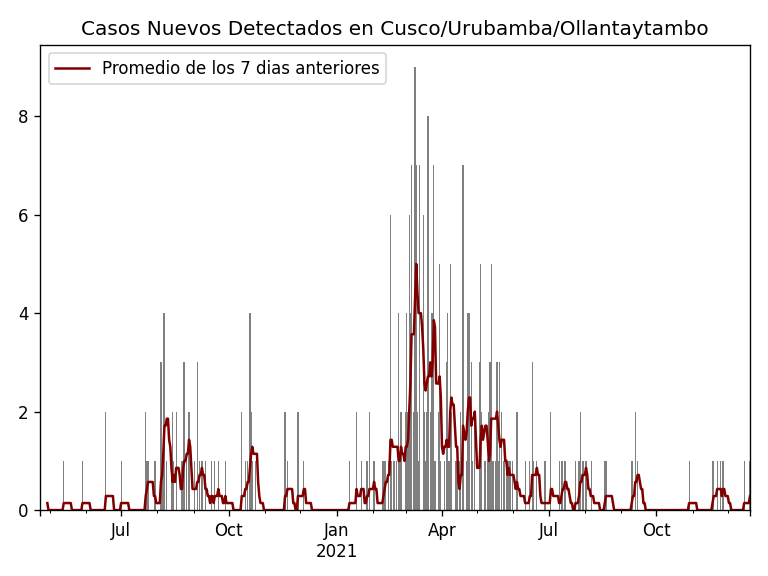 Casos Nuevos Detectados en Cusco/Urubamba/Ollantaytambo
Promedio de los 7 dias anteriores
8
6
4
2
0
Jul Oct Jan Apr Jul Oct
2021